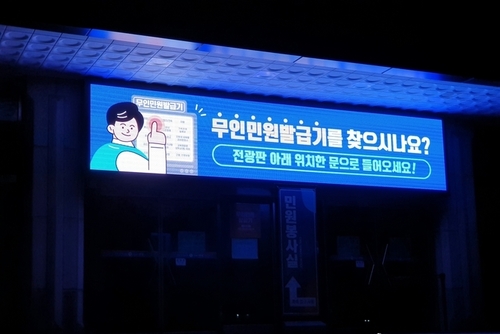 무인민원발급기
무인민원발급기를 찾으시나요?
전광판 아래 위치한 문으로 들어오세요!
민원봉사실